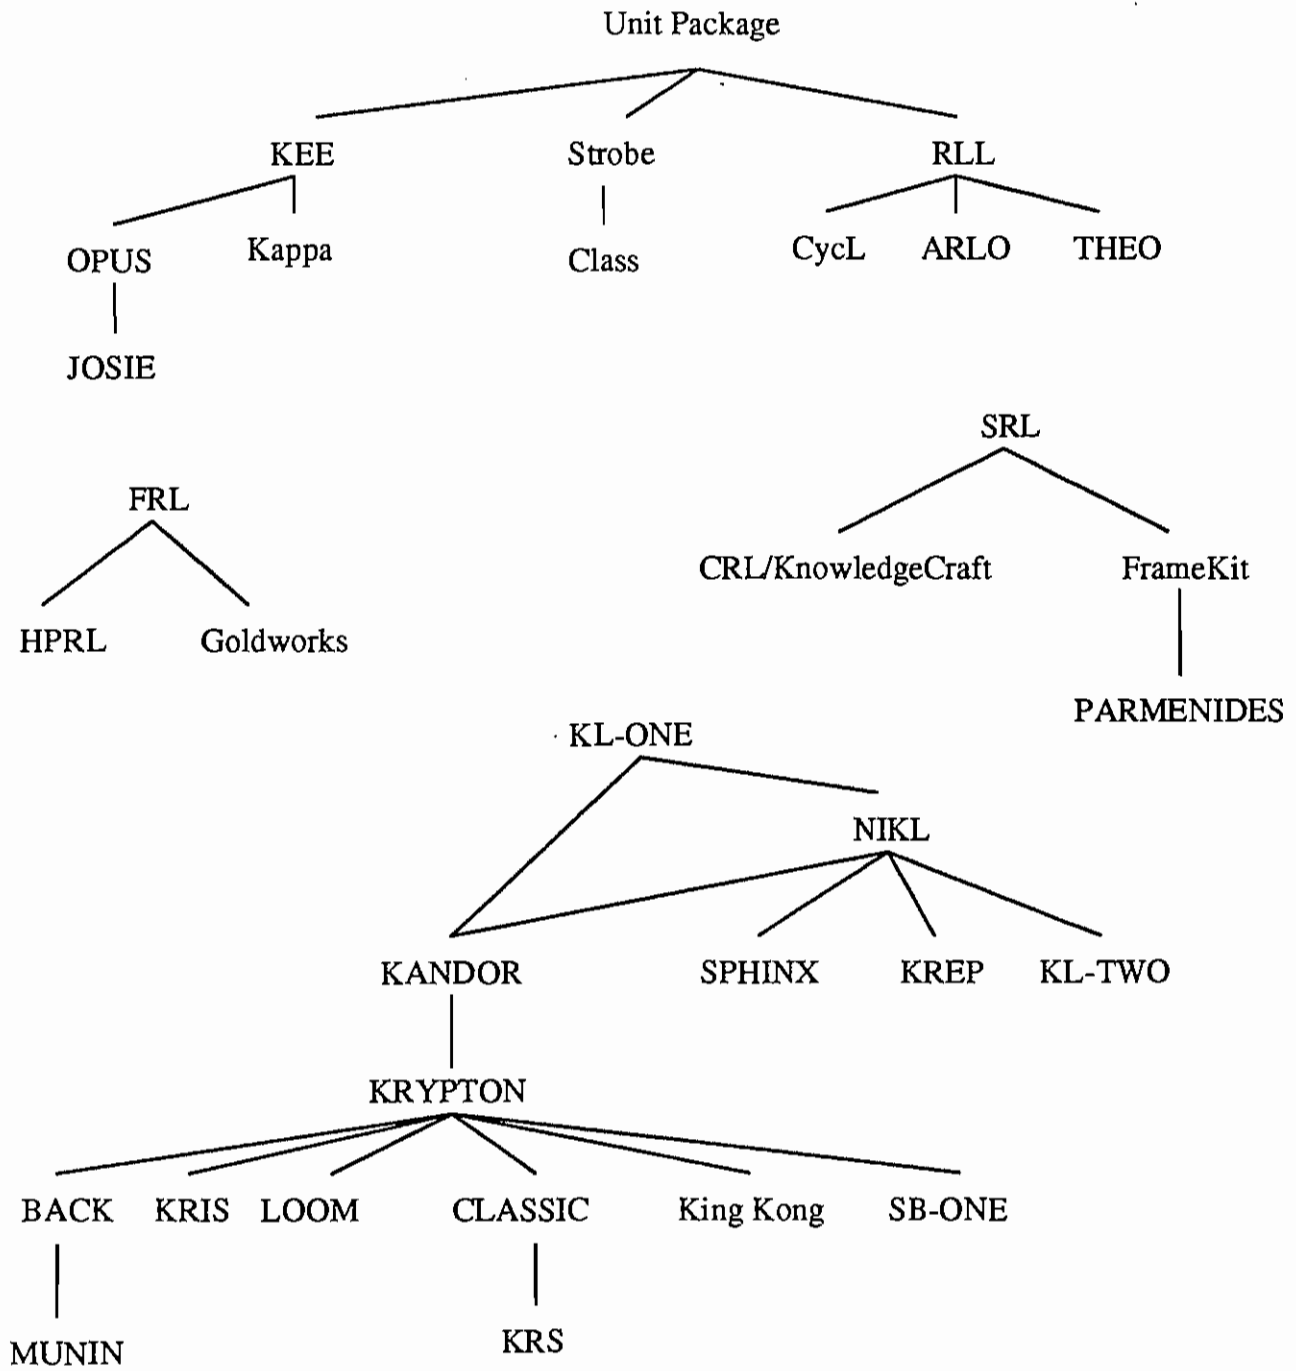 Unit Package
KEE Strobe RLL
OPUS Kappa Class CycL ARLO THEO
JOSIE
SRL
FRL
CRL/KnowledgeCraft FrameKit
HPRL Goldworks
PARMENIDES
KL-ONE
NIKL
KANDOR SPHINX KREP KL-TWO
KRYPTON
BACK KRIS LOOM CLASSIC King Kong SB-ONE
MUNIN KRS